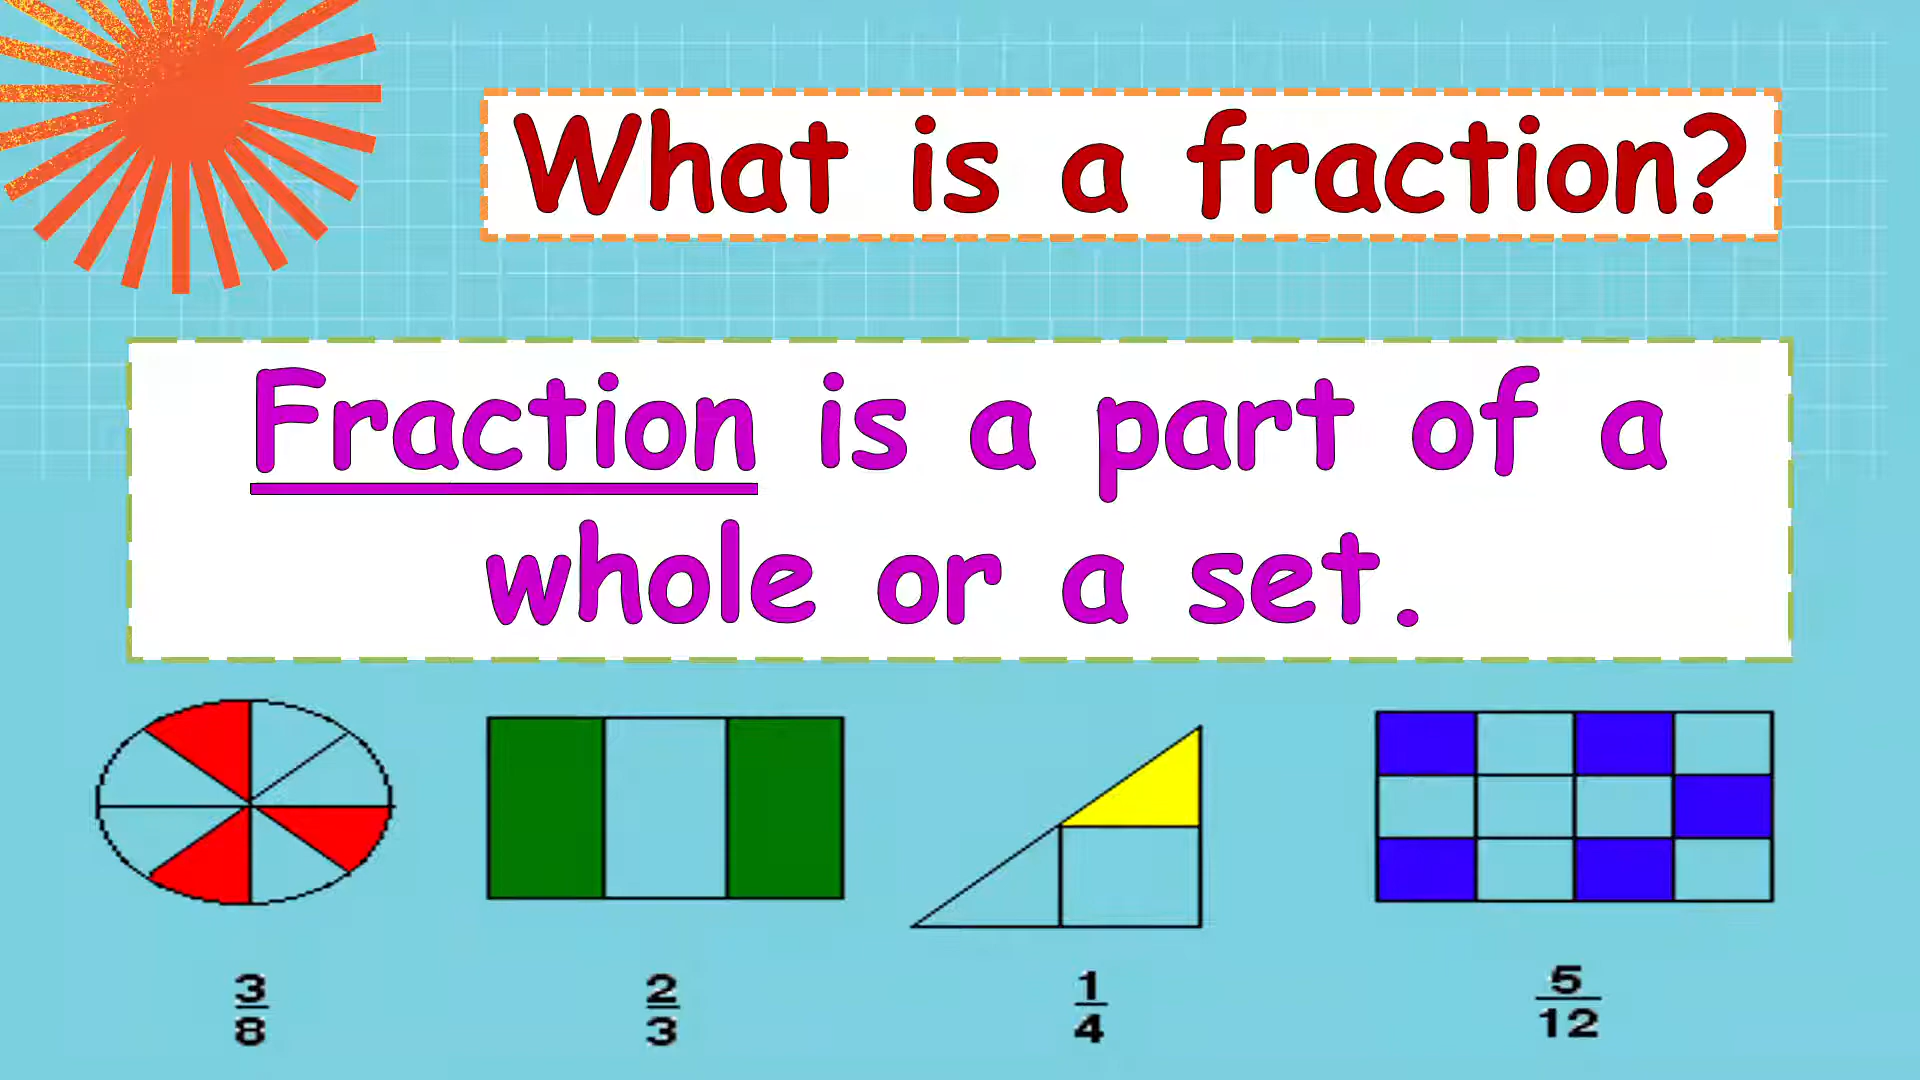 What is a fraction?
Fraction is a part of a
whole or a set.
3/8 2/3 1/4 5/12